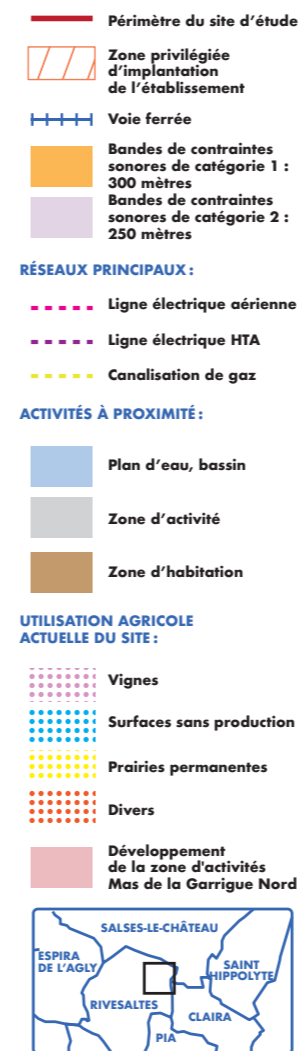 Périmètre du site d'étude
Zone privilégiée
d'implantation
de l'établissement
Voie ferrée
Bandes de contraintes
sonores de catégorie 1 :
300 mètres
Bandes de contraintes
sonores de catégorie 2 :
250 mètres
RÉSEAUX PRINCIPAUX :
Ligne électrique aérienne
Ligne électrique HTA
Canalisation de gaz
ACTIVITÉS À PROXIMITÉ :
Plan d'eau, bassin
Zone d'activité
Zone d'habitation
UTILISATION AGRICOLE
ACTUELLE DU SITE :
Vignes
Surfaces sans production
Prairies permanentes
Divers
Développement
de la zone d'activités
Mas de la Garrigue Nord
SALSES-LE-CHÂTEAU
ESPIRA
DE L'AGLY
SAINT
HIPPOLYTE
RIVESALTES
CLAIRA
PIA